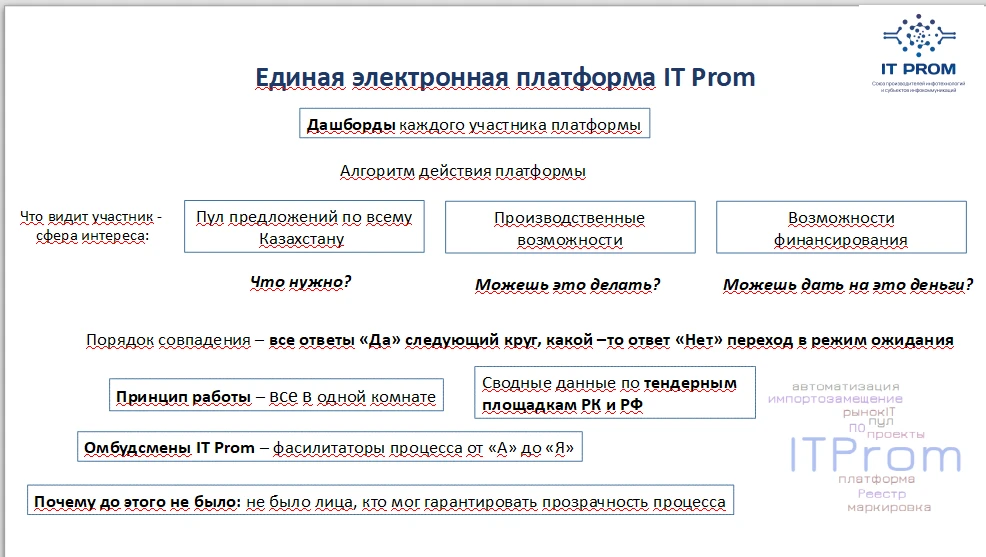 IT PROM
Союз производителей инфотехнологий
и субъектов инфокоммуникаций
Единая электронная платформа IT Prom
Дашборды каждого участника платформы
Алгоритм действия платформы
Что видит участник -
сфера интереса:
Пул предложений по всему
Казахстану
Производственные
возможности
Возможности
финансирования
Что нужно?
Можешь это делать?
Можешь дать на это деньги?
Порядок совпадения – все ответы «Да» следующий круг, какой –то ответ «Нет» переход в режим ожидания
Принцип работы – ВСЕ В одной комнате
Сводные данные по тендерным
площадкам РК и РФ
Омбудсмены IT Prom – фасилитаторы процесса от «А» до «Я»
Почему до этого не было: не было лица, кто мог гарантировать прозрачность процесса
автоматизация
импортозамещение
рынокIT
пул
ПО
проекты
ITProm
платформа
Реестр
маркировка